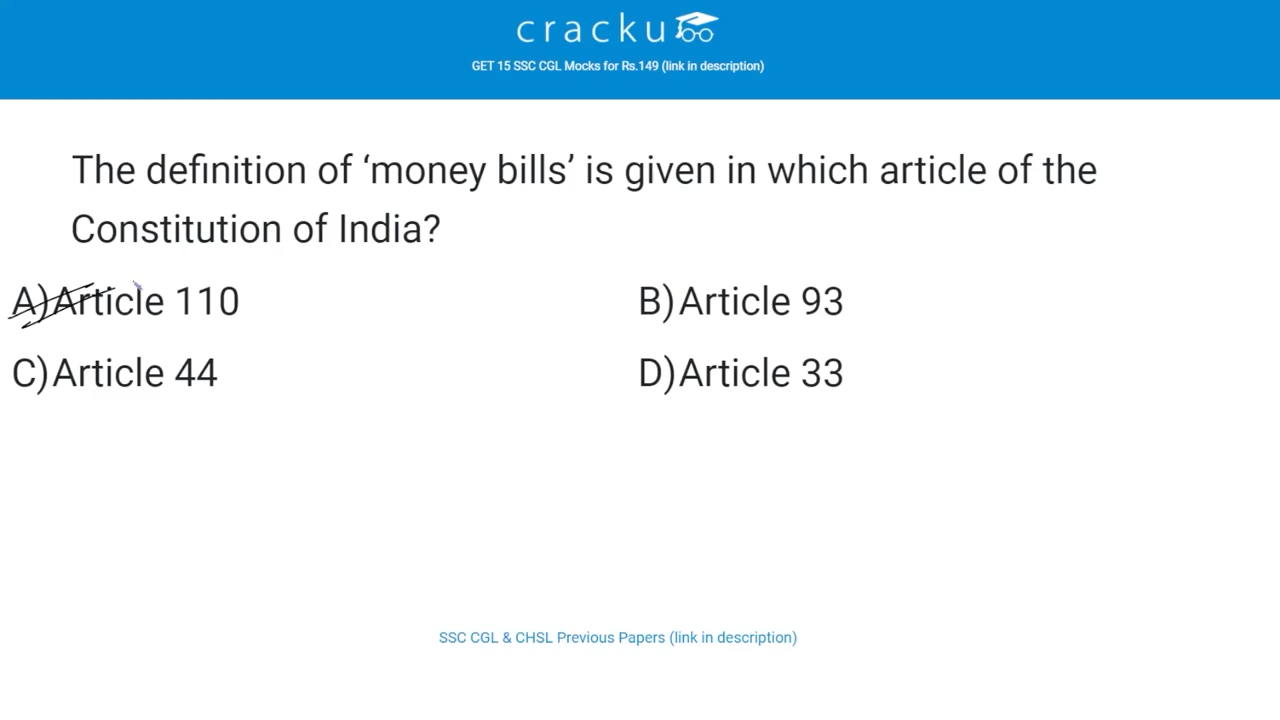 cracku
GET 15 SSC CGL Mocks for Rs.149 (link in description)
The definition of ‘money bills’ is given in which article of the
Constitution of India?
A)Article 110
B)Article 93
C)Article 44
D)Article 33
SSC CGL & CHSL Previous Papers (link in description)